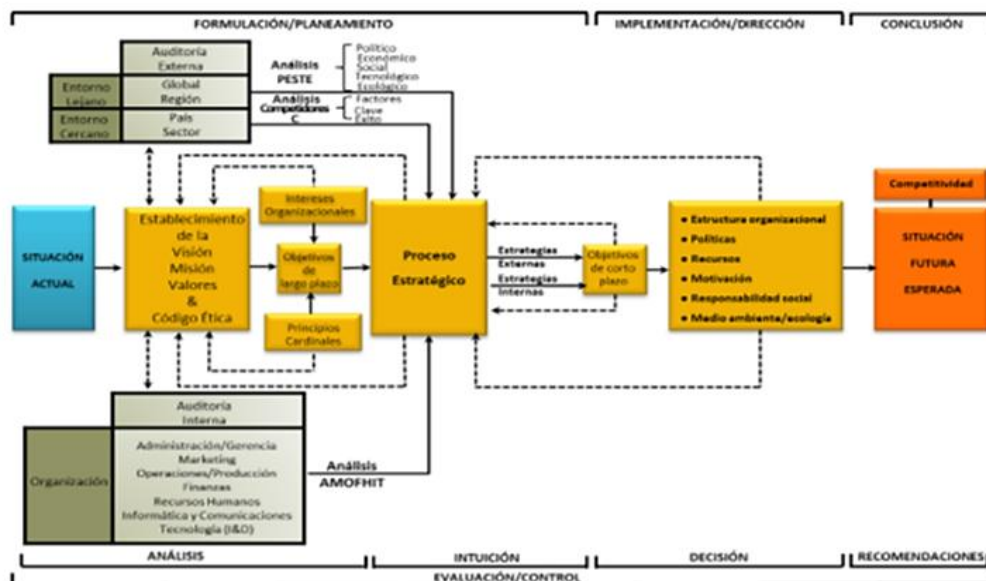 FORMULACIÓN/PLANEAMIENTO
IMPLEMENTACIÓN/DIRECCIÓN
CONCLUSIÓN
Auditoría
Externa
Entorno
Lejano
Global
Región
Entorno
Cercano
País
Sector
Análisis
PESTE
Político
Económico
Social
Tecnológico
Ecológico
Análisis
Competidores
C
Factores
Clave
Éxito
SITUACIÓN
ACTUAL
Establecimiento
de la
Visión
Misión
Valores
&
Código Ética
Intereses
Organizacionales
Objetivos
de
largo plazo
Principios
Cardinales
Proceso
Estratégico
Estrategias
Externas
Estrategias
Internas
Objetivos
de corto
plazo
• Estructura organizacional
• Políticas
• Recursos
• Motivación
• Responsabilidad social
• Medio ambiente/ecología
Competitividad
SITUACIÓN
FUTURA
ESPERADA
Auditoría
Interna
Organización
Administración/Gerencia
Marketing
Operaciones/Producción
Finanzas
Recursos Humanos
Informática y Comunicaciones
Tecnología (I&D)
Análisis
AMOFHIT
ANÁLISIS
INTUICIÓN
DECISIÓN
RECOMENDACIONES
EVALUACIÓN/CONTROL